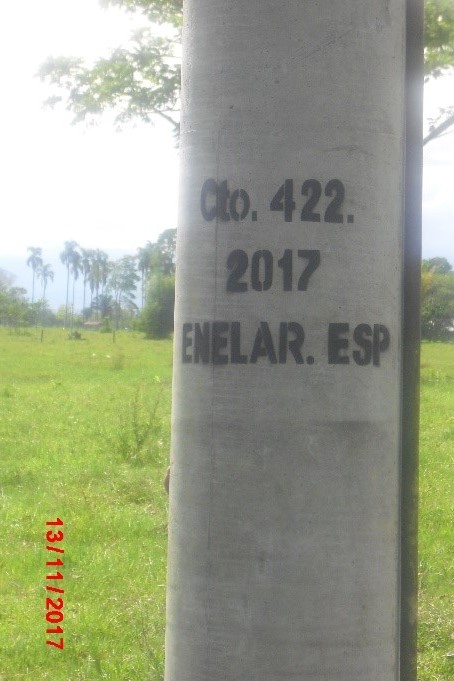 Cto. 422.
2017
ENELAR. ESP
13/11/2017